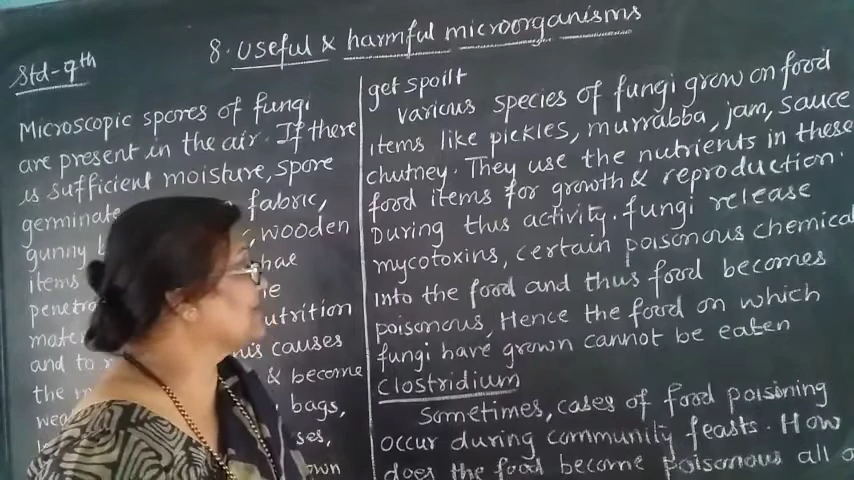 Std-9th
8. Useful & harmful microorganisms
Microscopic spores of fungi
are present in the air. If there
is sufficient moisture, spore
germinate fabric,
gunny wooden
items hae
utrition
and to
the causes
& become
bags,
ses,
own
get spoilt
various species of fungi grow on food
items like pickles, murrabba, jam, sauce
chutney. They use the nutrients in these
food items for growth & reproduction.
During this activity. fungi release
mycotoxins, certain poisonous chemical
into the food and thus food becomes
poisonous, Hence the food on which
fungi have grown cannot be eaten
Clostridium
Sometimes, cases of food poisining
occur during community feasts. How
does the food become poisonous all